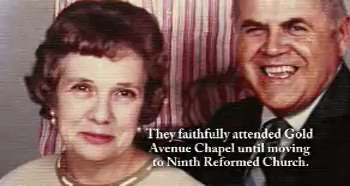 * They faithfully attended Gold
Avenue Chapel until moving
to Ninth Reformed Church.